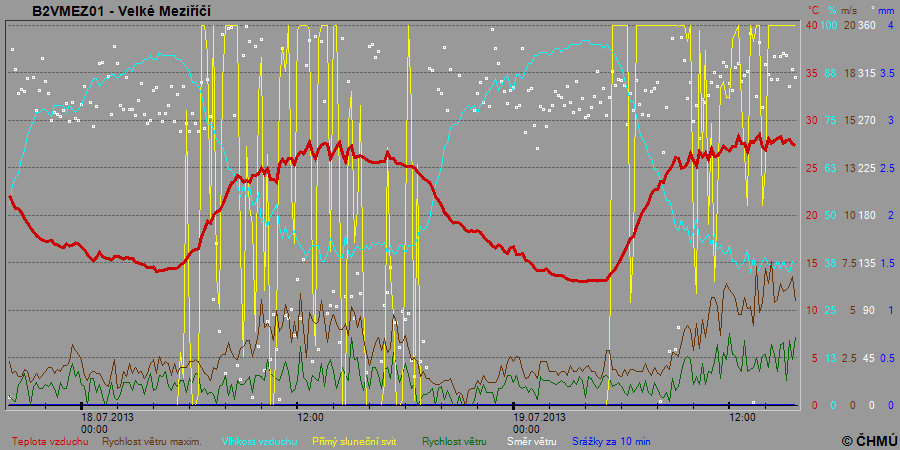 B2VMEZ01 - Velké Meziříčí
°C % m/s ° mm
40 100 20 360 4
35 88 18 315 3.5
30 75 15 270 3
25 63 13 225 2.5
20 50 10 180 2
15 38 7.5 135 1.5
10 25 5 90 1
5 13 2.5 45 0.5
0 0 0 0 0
18.07.2013 12:00 19.07.2013 12:00
00:00 00:00
Teplota vzduchu Rychlost větru maxim. Vlhkost vzduchu Přímý sluneční svit Rychlost větru Směr větru Srážky za 10 min
© ČHMÚ